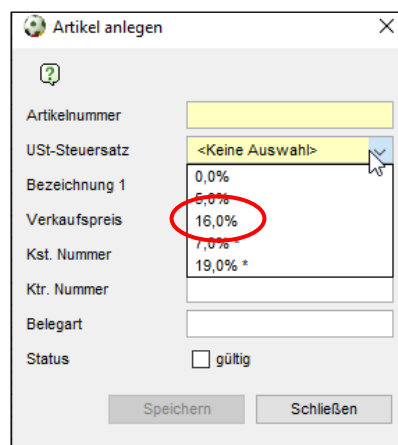 Artikel anlegen
?
Artikelnummer
USt-Steuersatz <Keine Auswahl>
0,0%
Bezeichnung 1
5,0%
Verkaufspreis 16,0%
7,0% *
Kst. Nummer
19,0% *
Ktr. Nummer
Belegart
Status gültig
Speichern Schließen